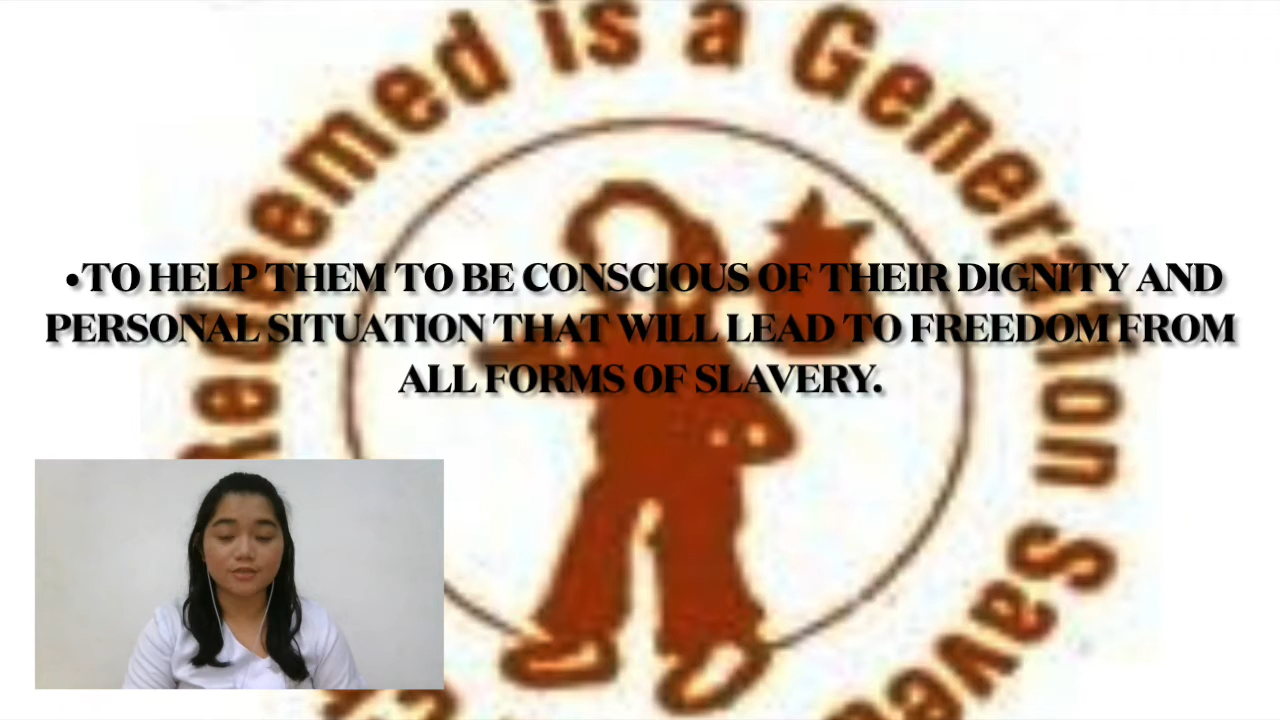 Redeemed is a Generation Save
•TO HELP THEM TO BE CONSCIOUS OF THEIR DIGNITY AND
PERSONAL SITUATION THAT WILL LEAD TO FREEDOM FROM
ALL FORMS OF SLAVERY.